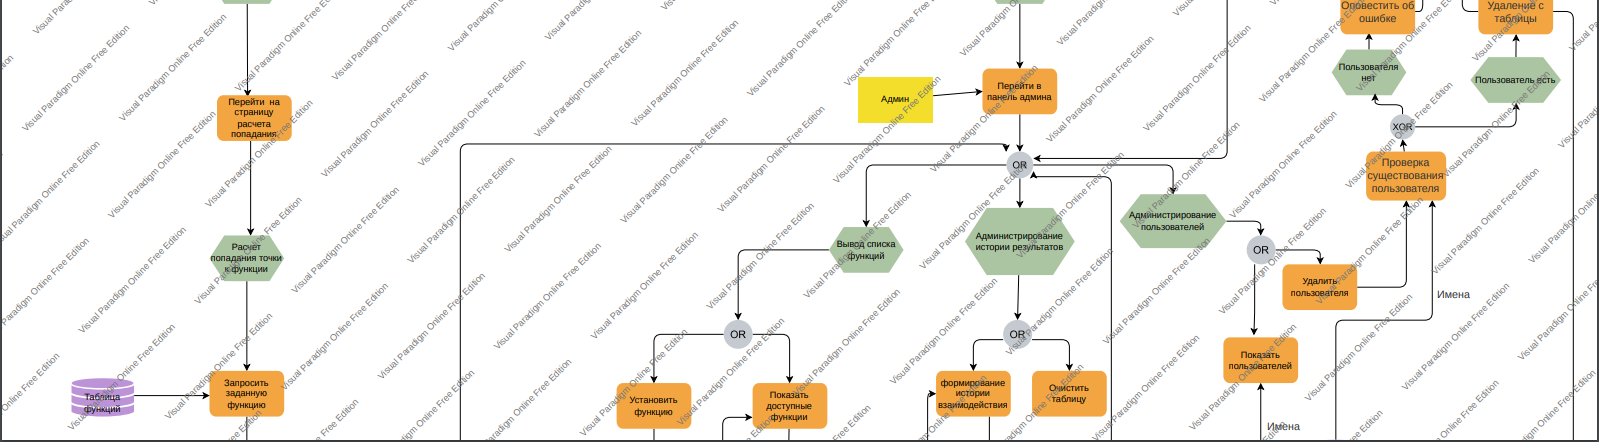 Оповестить об
ошибке
Удаление с
таблицы
Пользователя
нет
Пользователь есть
Перейти на
страницу
расчета
попадания
Админ
Перейти в
панель админа
XOR
OR
Проверка
существования
пользователя
Администрирование
пользователей
Расчёт
попадания точки
к функции
Вывод списка
функций
Администрирование
истории результатов
OR
Удалить
пользователя
Имена
OR
OR
Показать
пользователей
Таблица
функций
Запросить
заданную
функцию
Установить
функцию
Показать
доступные
функции
формирование
истории
взаимодействия
Очистить
таблицу
Имена
Visual Paradigm Online Free Edition